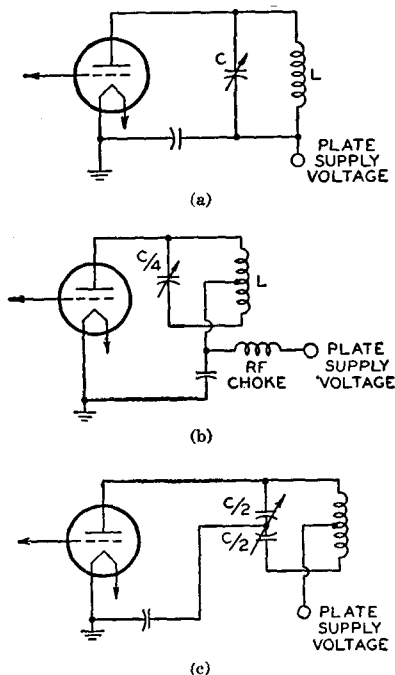 C
L
PLATE
SUPPLY
VOLTAGE
(a)
C/4
L
RF
CHOKE
PLATE
SUPPLY
VOLTAGE
(b)
C/2
C/2
PLATE
SUPPLY
VOLTAGE
(c)